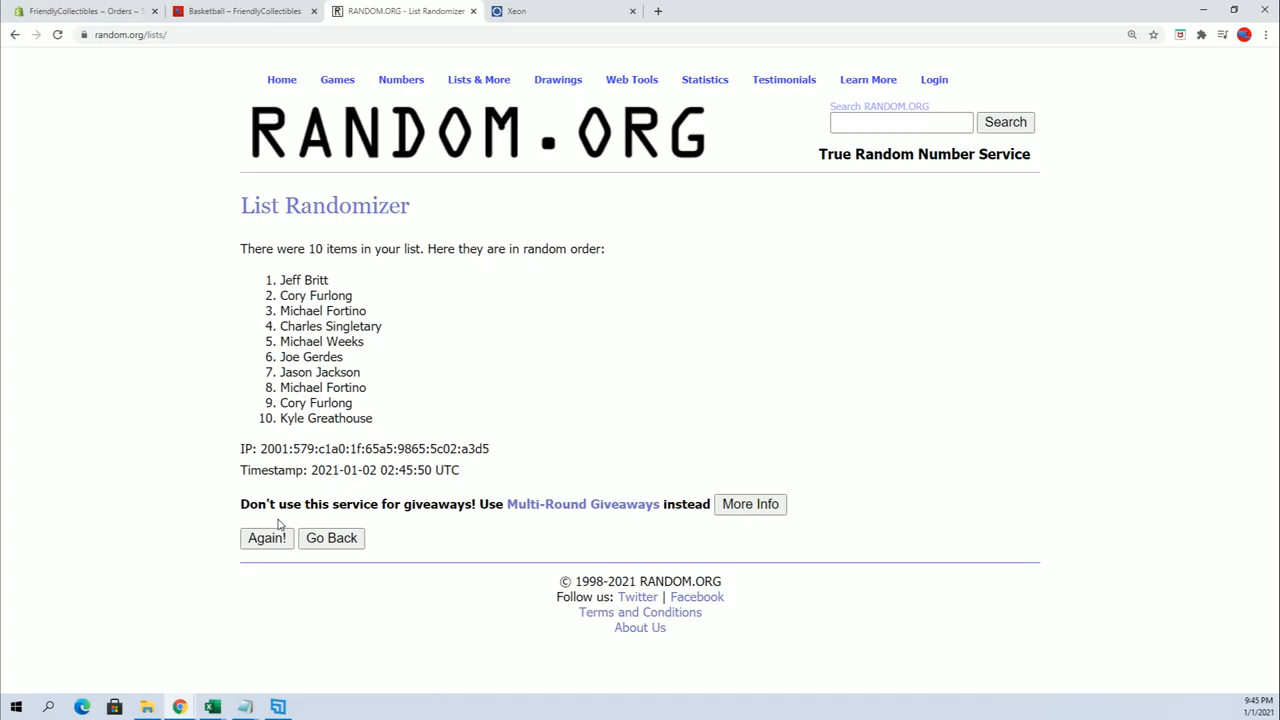 FriendlyCollectibles ~ Orders ~ S
Basketball – FriendlyCollectibles
RANDOM.ORG - List Randomizer
Xeon
random.org/lists/
Home Games Numbers Lists & More Drawings Web Tools Statistics Testimonials Learn More Login
RANDOM.ORG
Search RANDOM.ORG
Search
True Random Number Service
List Randomizer
There were 10 items in your list. Here they are in random order:
1. Jeff Britt
2. Cory Furlong
3. Michael Fortino
4. Charles Singletary
5. Michael Weeks
6. Joe Gerdes
7. Jason Jackson
8. Michael Fortino
9. Cory Furlong
10. Kyle Greathouse
IP: 2001:579:c1a0:1f:65a5:9865:5c02:a3d5
Timestamp: 2021-01-02 02:45:50 UTC
Don't use this service for giveaways! Use Multi-Round Giveaways instead More Info
Again! Go Back
© 1998-2021 RANDOM.ORG
Follow us: Twitter | Facebook
Terms and Conditions
About Us
9:45 PM
1/1/2021